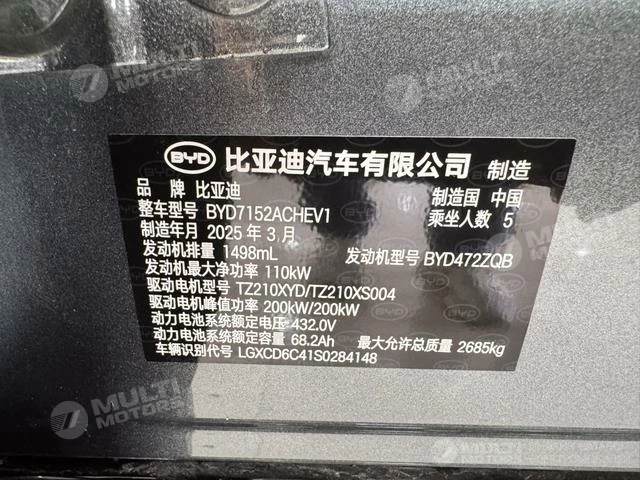 BYD 比亚迪汽车有限公司 制造
品 牌 比亚迪 制造国 中国
整车型号 BYD7152ACHEV1 乘坐人数 5
制造年月 2025 年 3 月
发动机排量 1498mL 发动机型号 BYD472ZQB
发动机最大净功率 110kW
驱动电机型号 TZ210XYD/TZ210XS004
驱动电机峰值功率 200kW/200kW
动力电池系统额定电压 432.0V
动力电池系统额定容量 68.2Ah 最大允许总质量 2685kg
车辆识别代号 LGXCD6C41S0284148
MULTI MOTORS
MULTI MOTORS
MULTI MOTORS
MULTI MOTORS